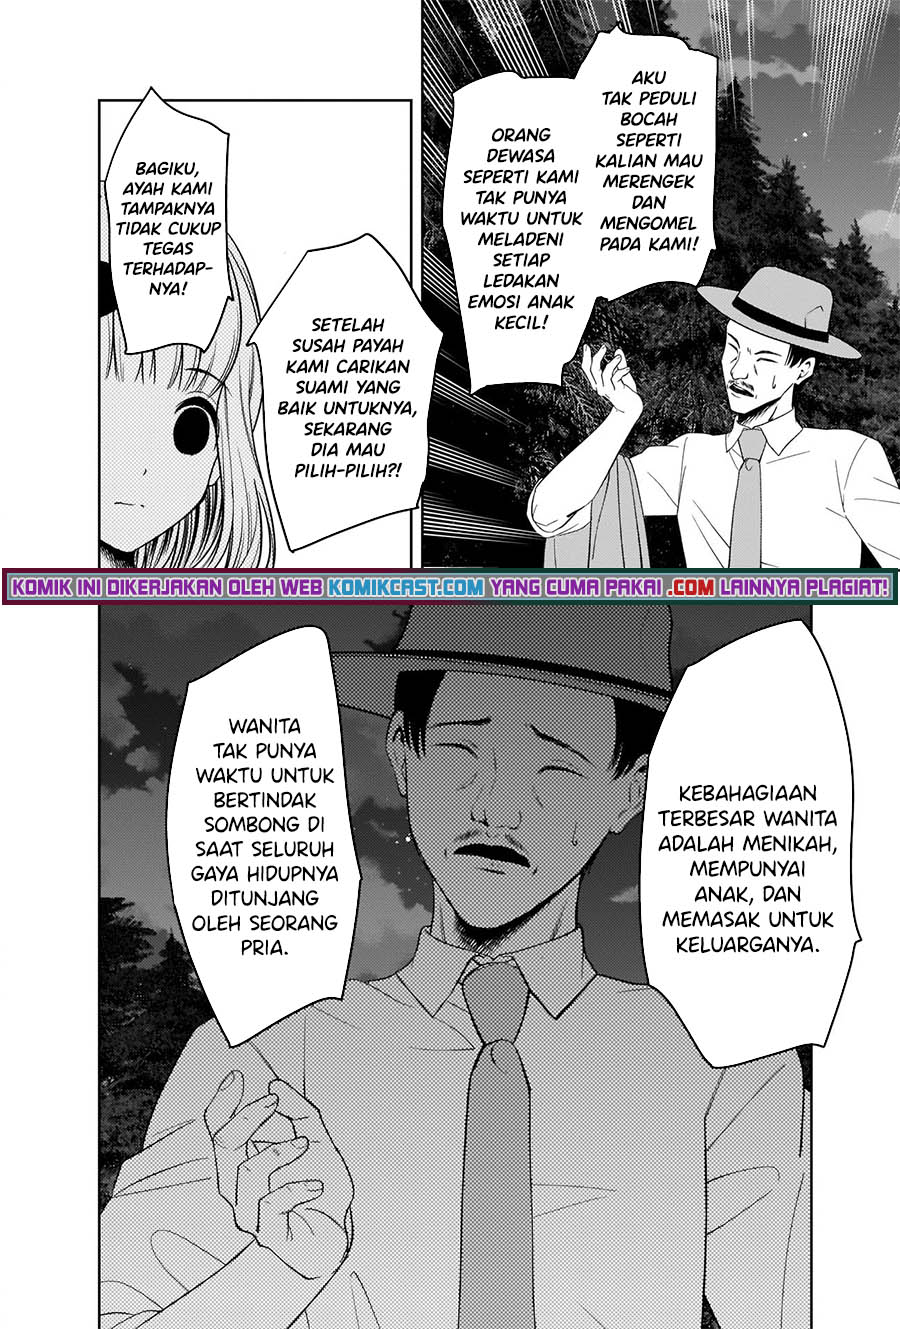 AKU
TAK PEDULI
BOCAH
SEPERTI
KALIAN MAU
MERENGEK
DAN
MENGOMEL
PADA KAMI!
ORANG
DEWASA
SEPERTI KAMI
TAK PUNYA
WAKTU UNTUK
MELADENI
SETIAP
LEDAKAN
EMOSI ANAK
KECIL!
SETELAH
SUSAH PAYAH
KAMI CARIKAN
SUAMI YANG
BAIK UNTUKNYA,
SEKARANG
DIA MAU
PILIH-PILIH?!
BAGIKU,
AYAH KAMI
TAMPAKNYA
TIDAK CUKUP
TEGAS
TERHADAP-
NYA!
KOMIK INI DIKERJAKAN OLEH WEB KOMIKCAST.COM YANG CUMA PAKAI .COM LAINNYA PLAGIAT!
KEBAHAGIAAN
TERBESAR WANITA
ADALAH MENIKAH,
MEMPUNYAI
ANAK, DAN
MEMASAK UNTUK
KELUARGANYA.
WANITA
TAK PUNYA
WAKTU UNTUK
BERTINDAK
SOMBONG DI
SAAT SELURUH
GAYA HIDUPNYA
DITUNJANG
OLEH SEORANG
PRIA.